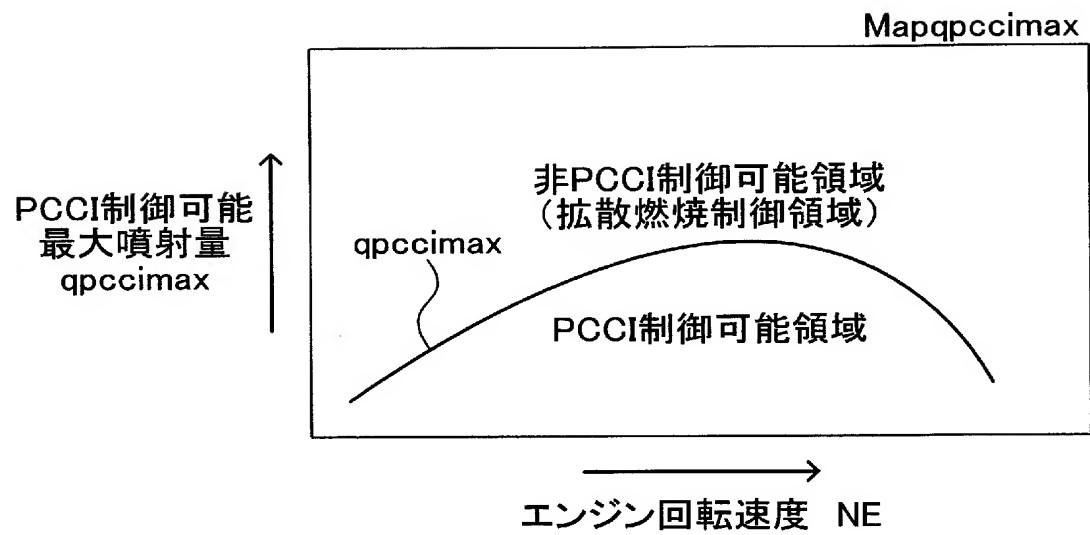 Mapqpccimax
非PCCI制御可能領域
(拡散燃焼制御領域)
PCCI制御可能
最大噴射量
qpccimax
qpccimax
PCCI制御可能領域
エンジン回転速度 NE